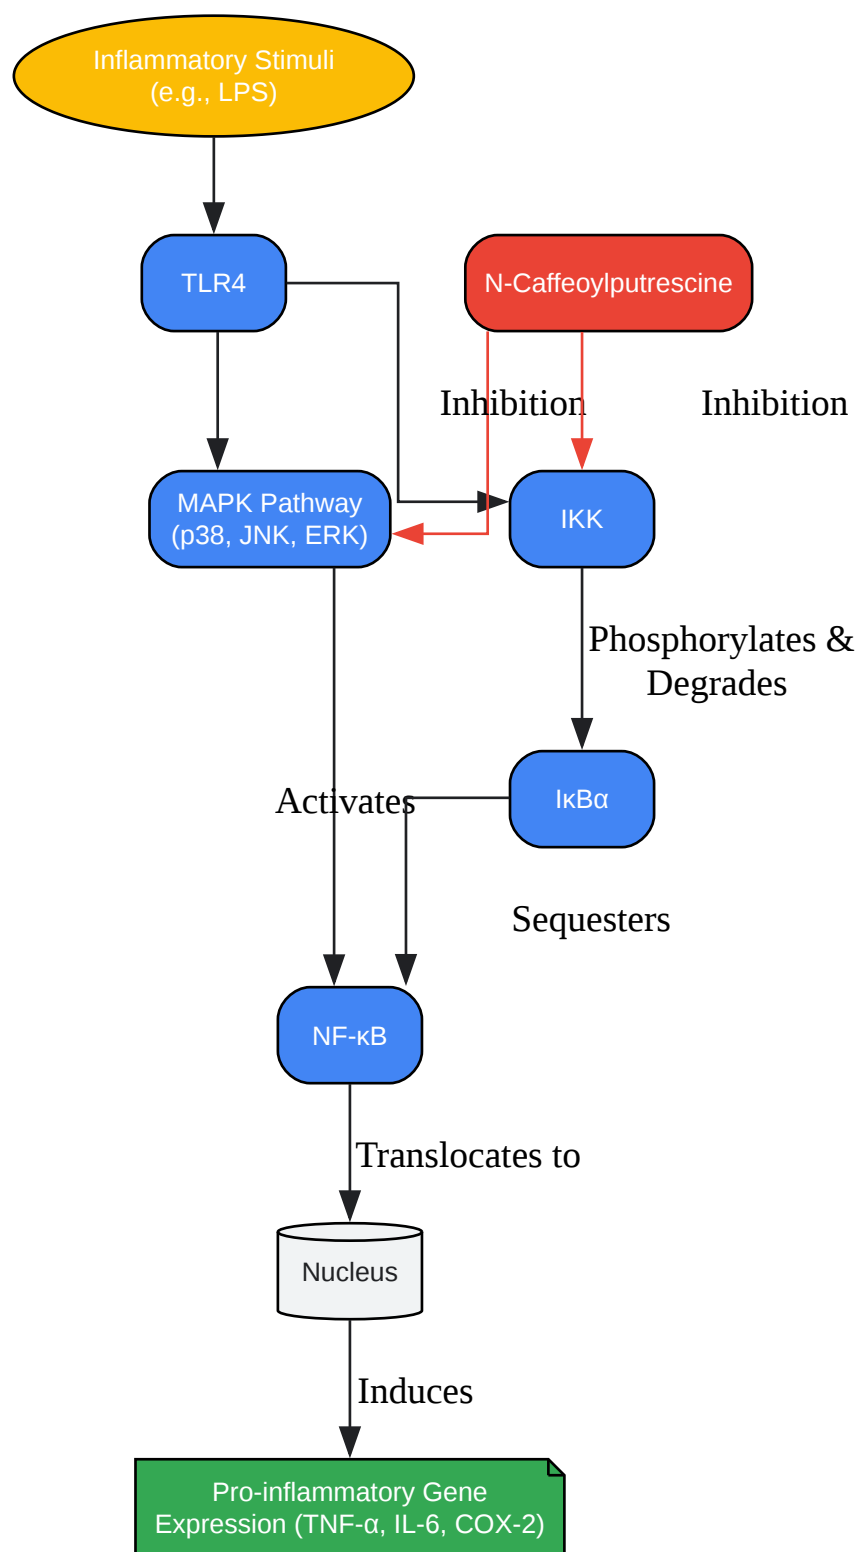 Inflammatory Stimuli
(e.g., LPS)
TLR4
N-Caffeoylputrescine
Inhibition
Inhibition
MAPK Pathway
(p38, JNK, ERK)
IKK
Phosphorylates &
Degrades
Activates
IκBα
Sequesters
NF-κB
Translocates to
Nucleus
Induces
Pro-inflammatory Gene
Expression (TNF-α, IL-6, COX-2)